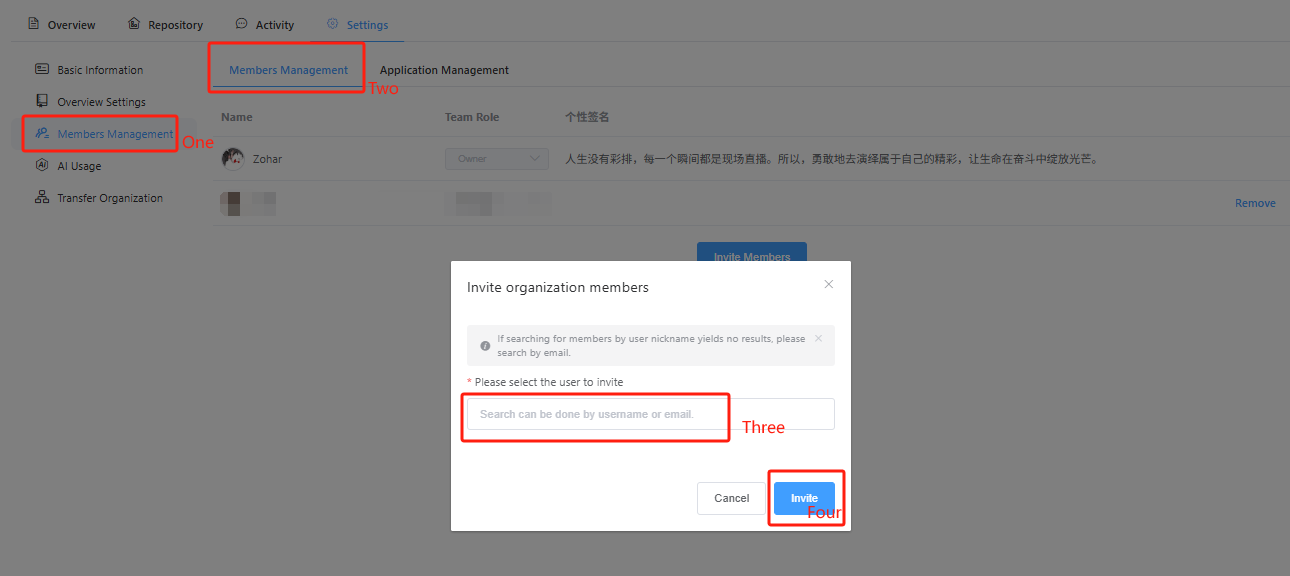 Overview Repository Activity Settings
Basic Information
Members Management Application Management
Two
Overview Settings
Name Team Role 个性签名
Members Management
One
Zohar Owner 人生没有彩排，每一个瞬间都是现场直播。所以，勇敢地去演绎属于自己的精彩，让生命在奋斗中绽放光芒。
AI Usage
Transfer Organization
Remove
Invite Members
Invite organization members
If searching for members by user nickname yields no results, please
search by email.
* Please select the user to invite
Search can be done by username or email.
Three
Cancel Invite
Four